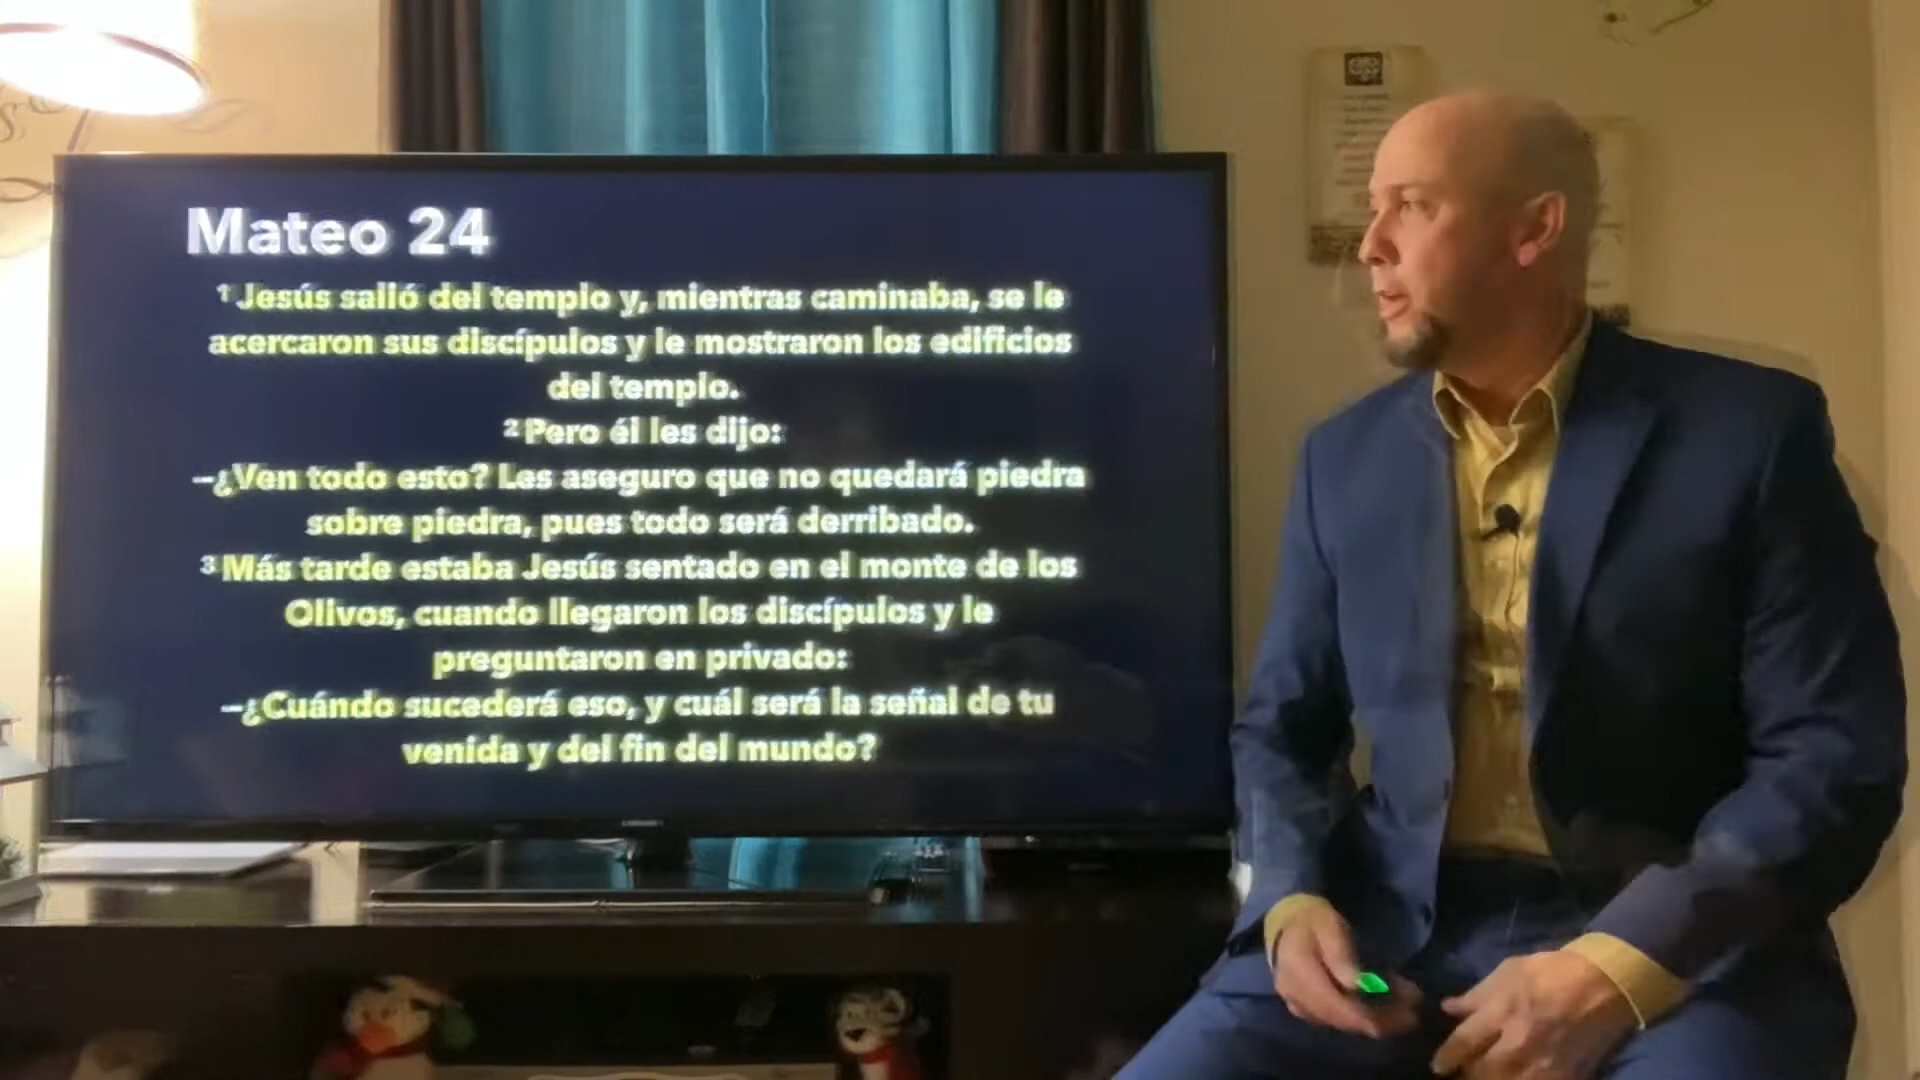 Mateo 24
1 Jesús salió del templo y, mientras caminaba, se le
acercaron sus discípulos y le mostraron los edificios
del templo.
2 Pero él les dijo:
–¿Ven todo esto? Les aseguro que no quedará piedra
sobre piedra, pues todo será derribado.
3 Más tarde estaba Jesús sentado en el monte de los
Olivos, cuando llegaron los discípulos y le
preguntaron en privado:
–¿Cuándo sucederá eso, y cuál será la señal de tu
venida y del fin del mundo?